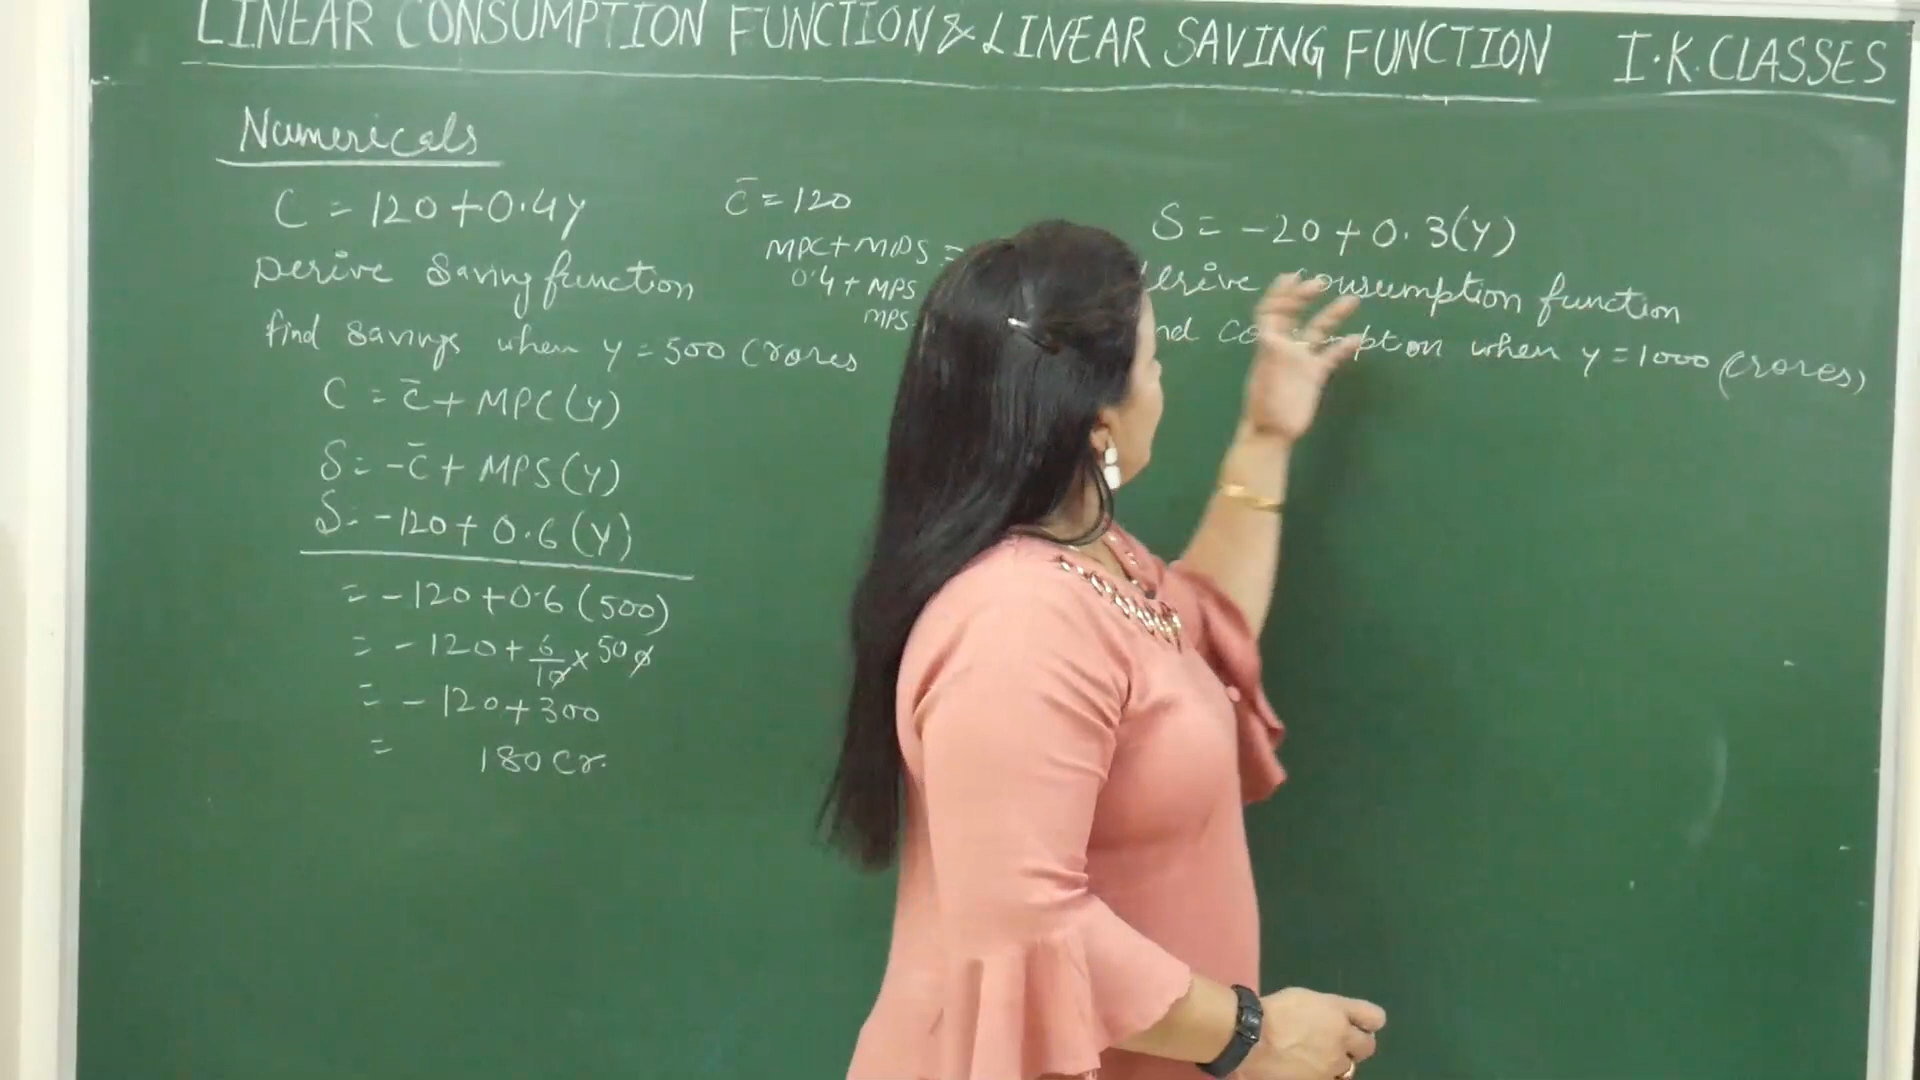 LINEAR CONSUMPTION FUNCTION & LINEAR SAVING FUNCTION I.K. CLASSES
Numericals
C = 120 + 0.4y
Derive Saving function
find savings when y = 500 Crores
C = c̄ + MPC(y)
S = -c̄ + MPS(y)
S = -120 + 0.6(y)
= -120 + 0.6(500)
= -120 + 6/10 x 500
= -120 + 300
= 180 Cr.
c̄ = 120
MPC + MPS =
0.4 + MPS
MPS
S = -20 + 0.3(y)
consumption function
when y = 1000 (crores)